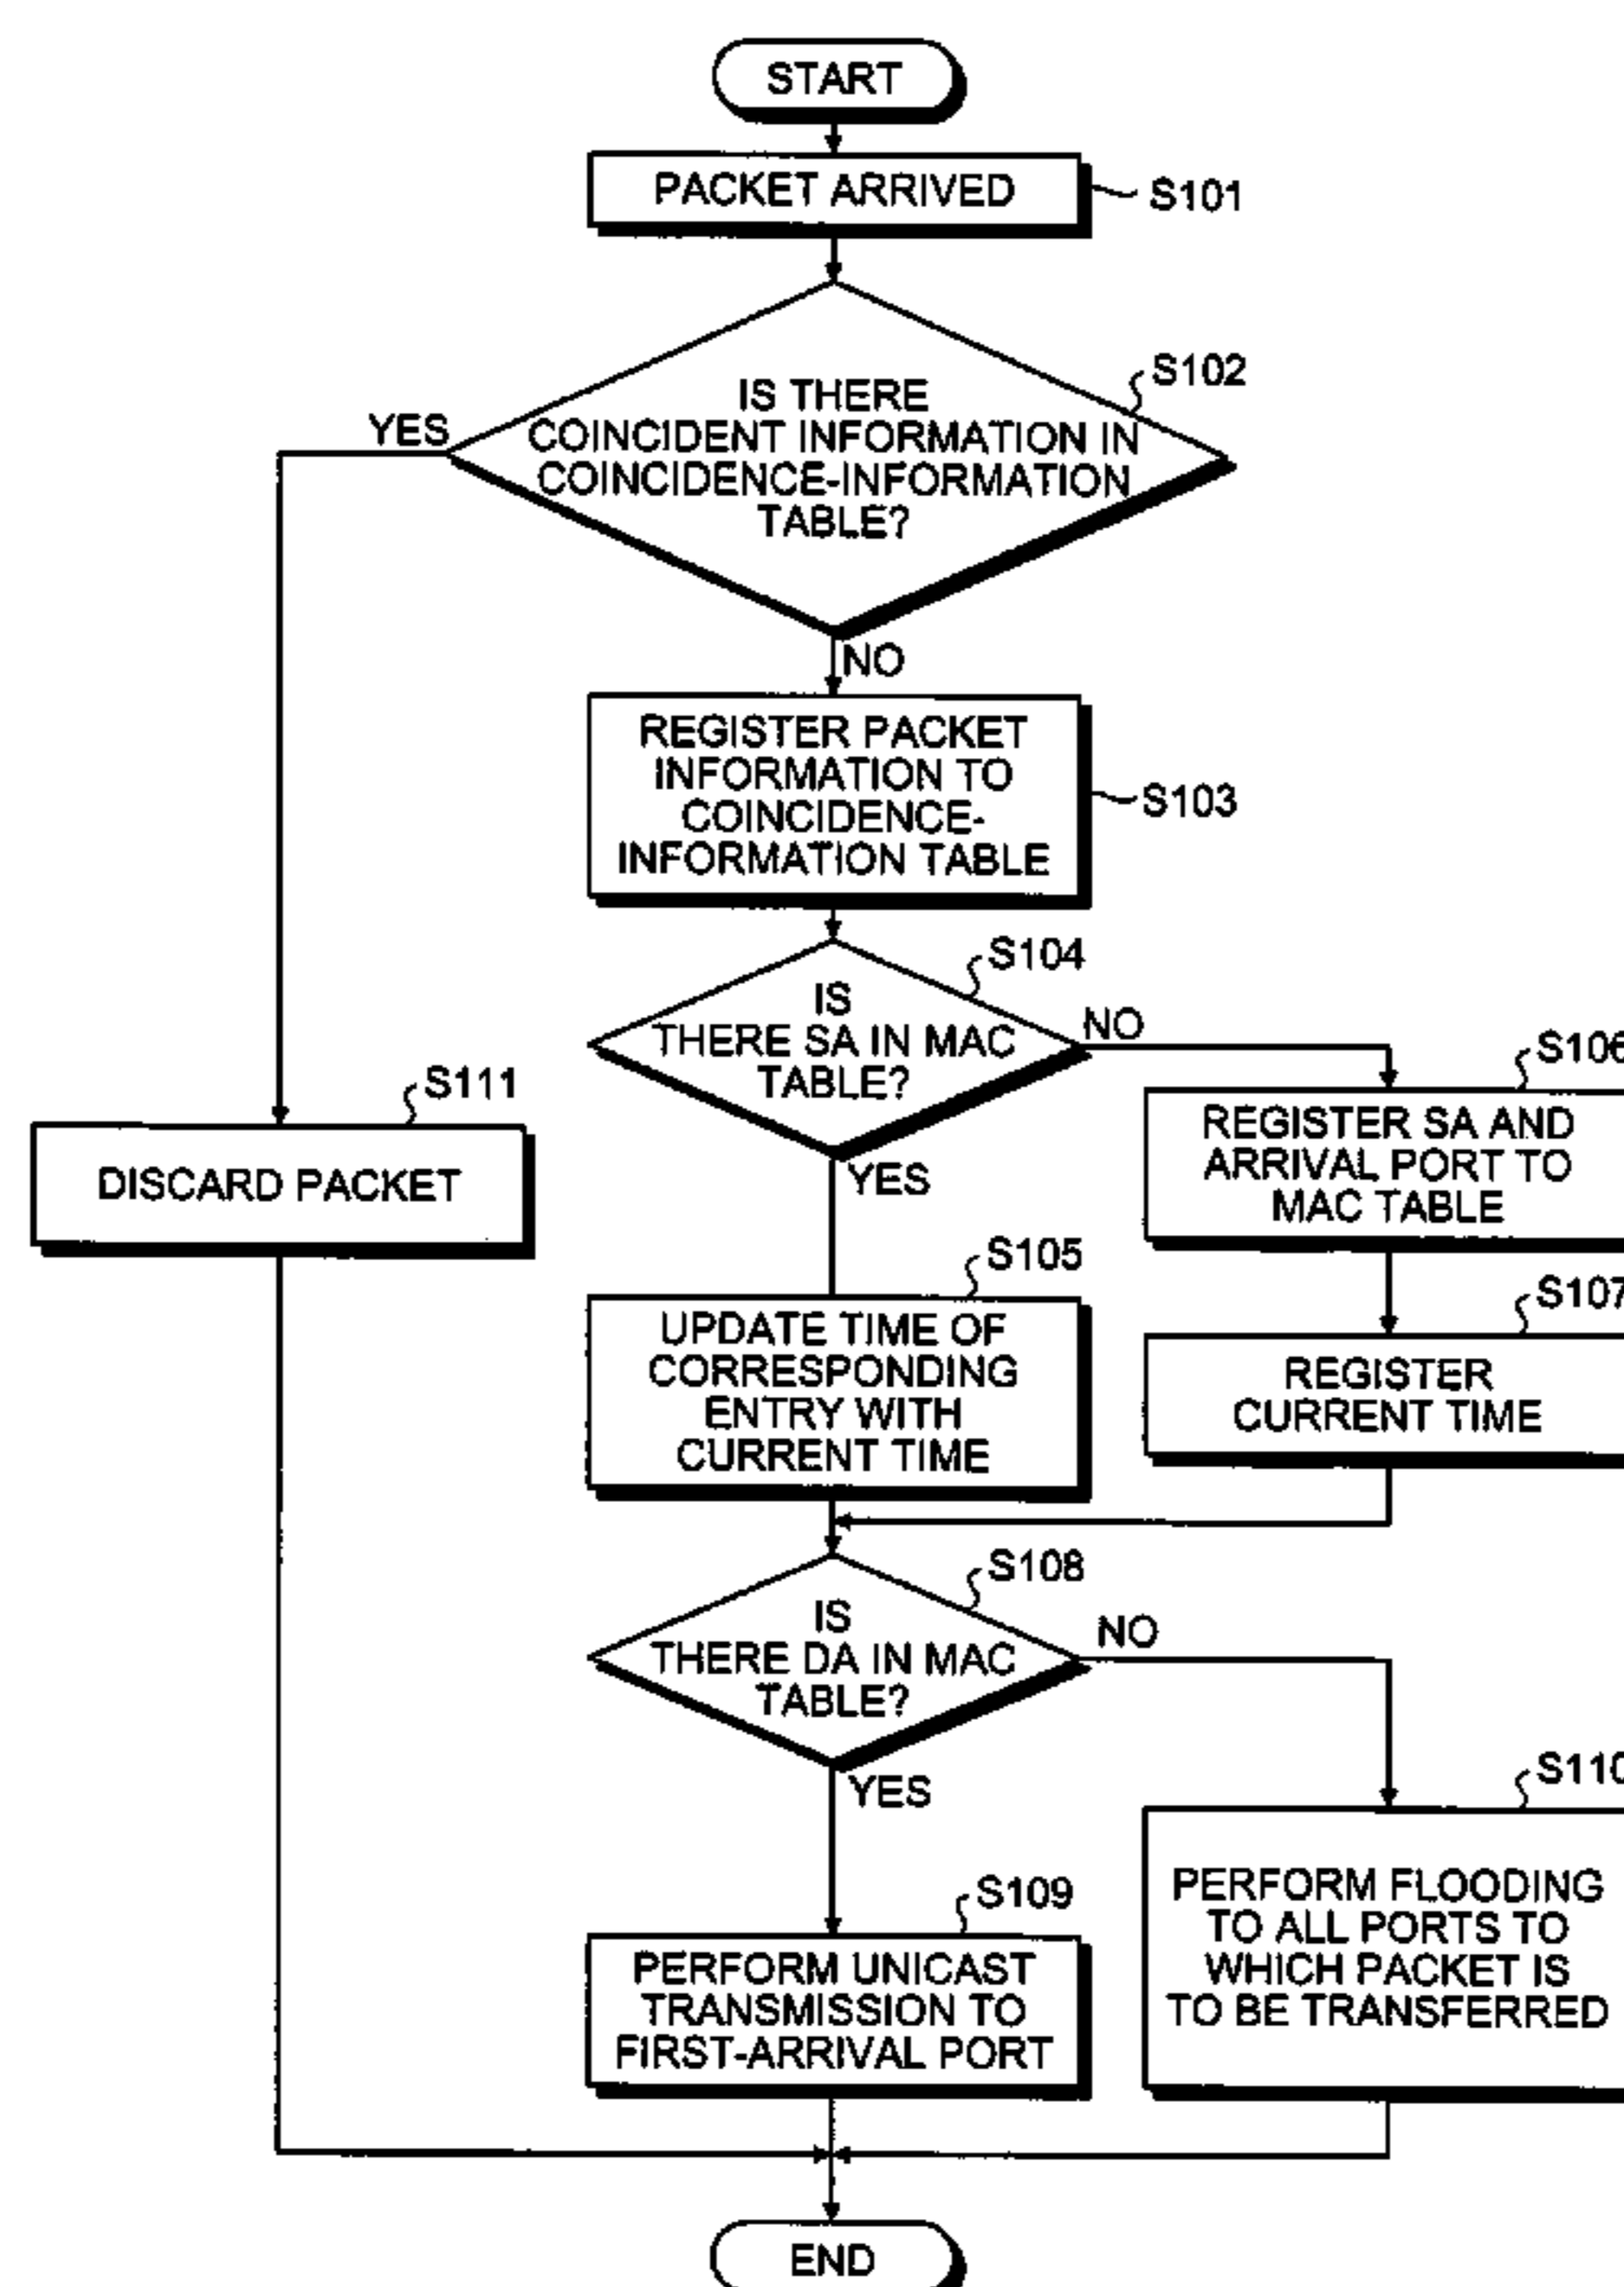 START
PACKET ARRIVED
S101
S102
IS THERE
COINCIDENT INFORMATION IN
COINCIDENCE-INFORMATION
TABLE?
YES
NO
REGISTER PACKET
INFORMATION TO
COINCIDENCE-
INFORMATION TABLE
S103
S104
IS
THERE SA IN MAC
TABLE?
NO
YES
S106
REGISTER SA AND
ARRIVAL PORT TO
MAC TABLE
S111
DISCARD PACKET
S105
UPDATE TIME OF
CORRESPONDING
ENTRY WITH
CURRENT TIME
S107
REGISTER
CURRENT TIME
S108
IS
THERE DA IN MAC
TABLE?
NO
YES
S110
PERFORM FLOODING
TO ALL PORTS TO
WHICH PACKET IS
TO BE TRANSFERRED
S109
PERFORM UNICAST
TRANSMISSION TO
FIRST-ARRIVAL PORT
END